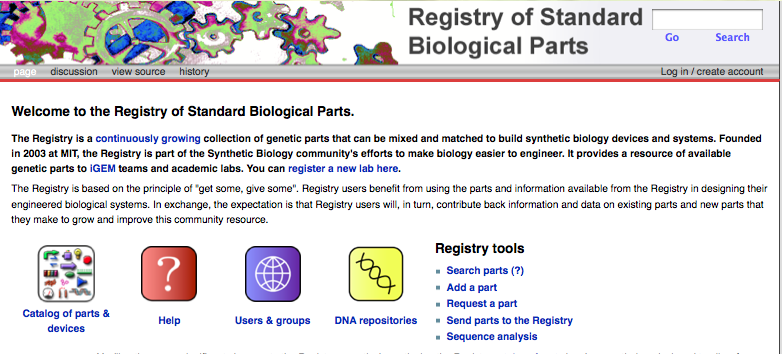 Registry of Standard
Biological Parts
Go Search
page discussion view source history Log in / create account
Welcome to the Registry of Standard Biological Parts.
The Registry is a continuously growing collection of genetic parts that can be mixed and matched to build synthetic biology devices and systems. Founded
in 2003 at MIT, the Registry is part of the Synthetic Biology community's efforts to make biology easier to engineer. It provides a resource of available
genetic parts to iGEM teams and academic labs. You can register a new lab here.
The Registry is based on the principle of "get some, give some". Registry users benefit from using the parts and information available from the Registry in designing their
engineered biological systems. In exchange, the expectation is that Registry users will, in turn, contribute back information and data on existing parts and new parts that
they make to grow and improve this community resource.
?
Catalog of parts &
devices
Help
Users & groups
DNA repositories
Registry tools
Search parts (?)
Add a part
Request a part
Send parts to the Registry
Sequence analysis